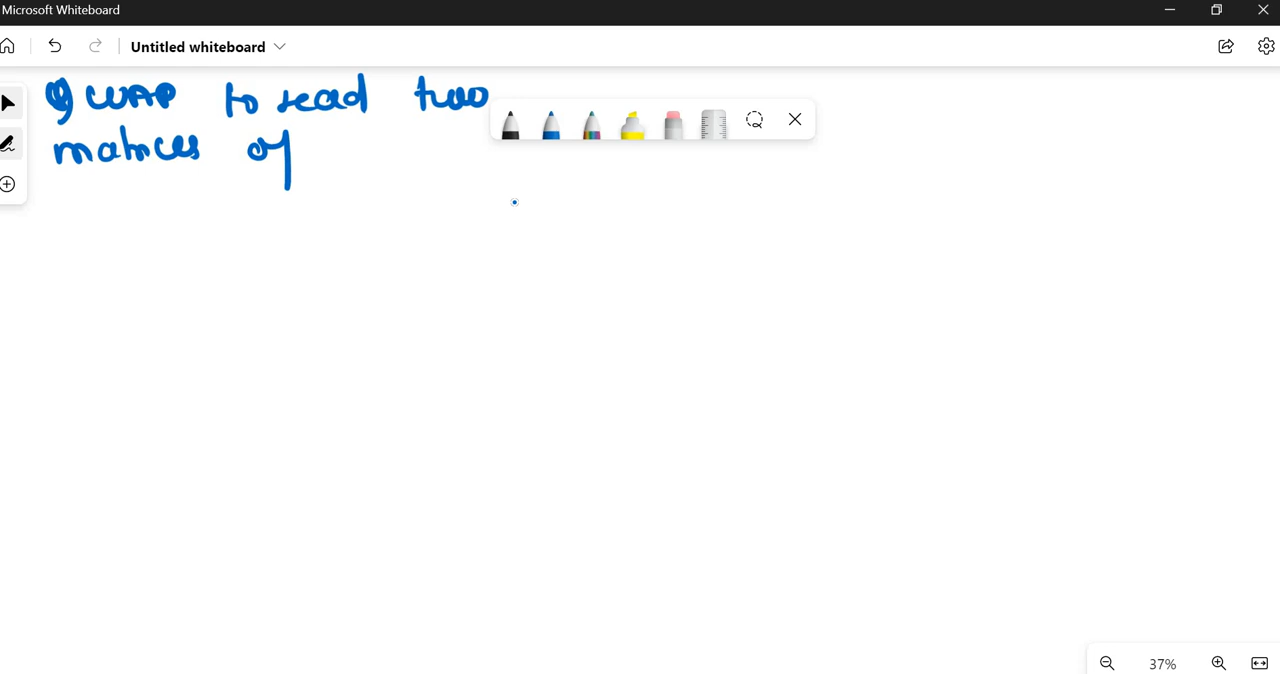 Microsoft Whiteboard
Untitled whiteboard
Q WAP to read two
matrices of
37%